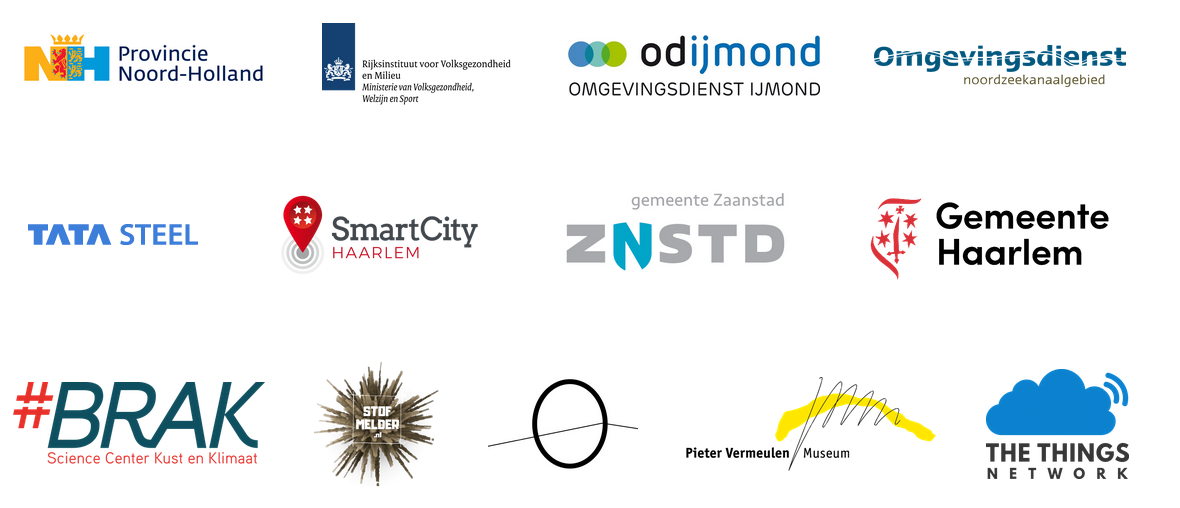 NH
Provincie
Noord-Holland
Rijksinstituut voor Volksgezondheid
en Milieu
Ministerie van Volksgezondheid,
Welzijn en Sport
odijmond
OMGEVINGSDIENST IJMOND
Omgevingsdienst
noordzeekanaalgebied
TATA STEEL
SmartCity
HAARLEM
gemeente Zaanstad
ZNSTD
Gemeente
Haarlem
#BRAK
Science Center Kust en Klimaat
STOF
MELDER
.nl
Pieter Vermeulen Museum
THE THINGS
NETWORK